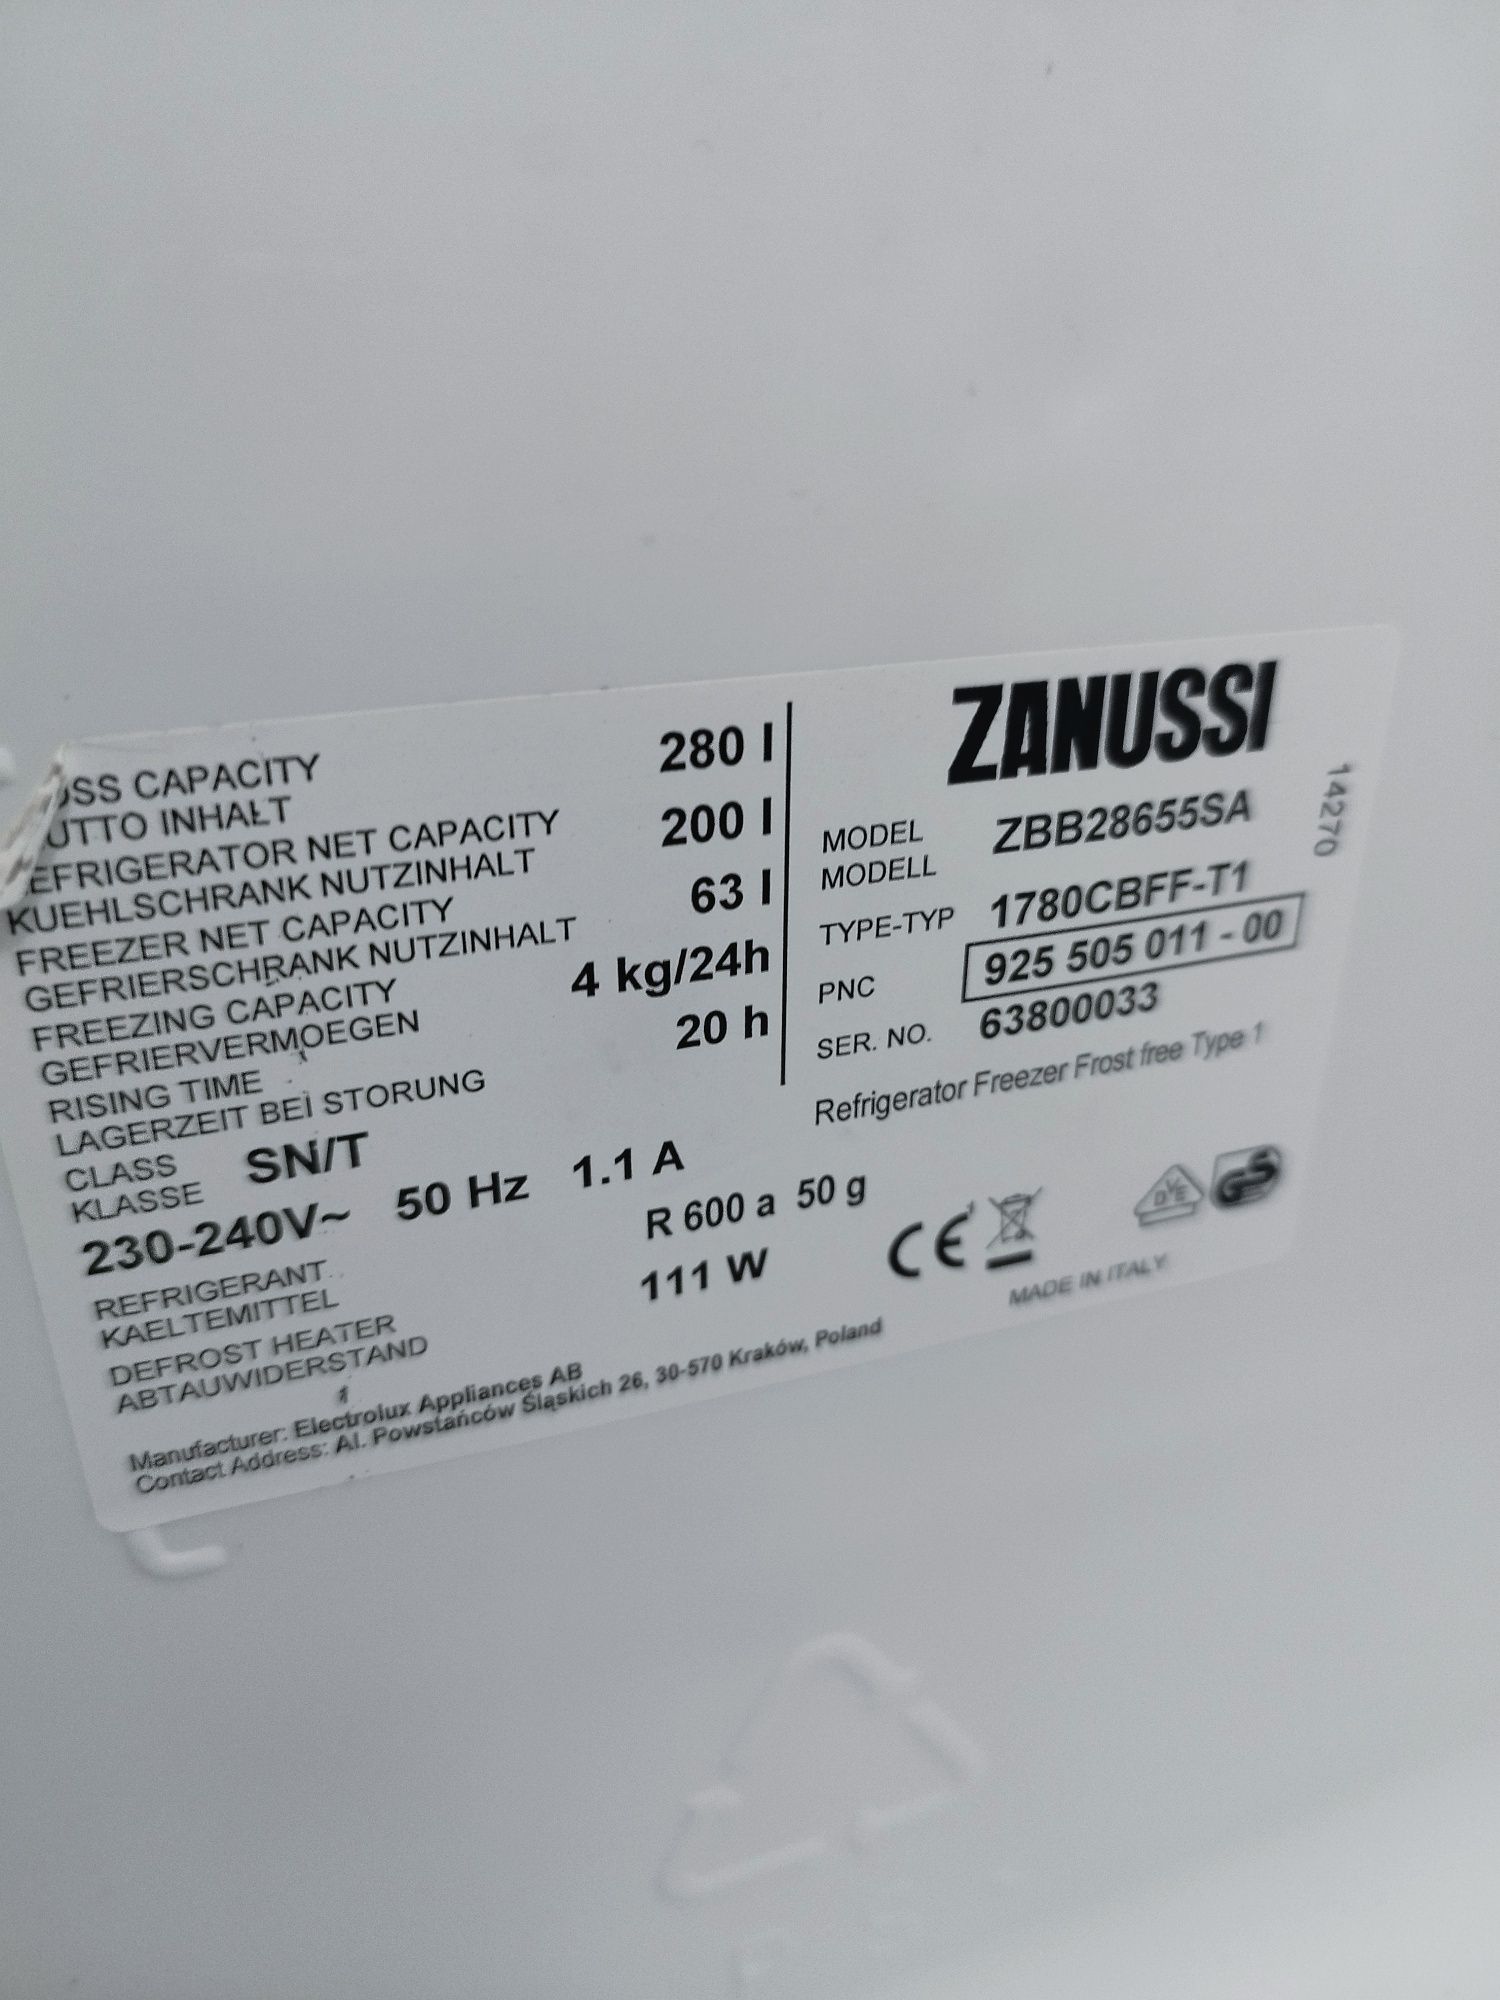 CAPACITY 280 l
INHALT
REFRIGERATOR NET CAPACITY 200 l
KUEHLSCHRANK NUTZINHALT
FREEZER NET CAPACITY 63 l
GEFRIERSCHRANK NUTZINHALT
FREEZING CAPACITY 4 kg/24h
GEFRIERVERMOEGEN
RISING TIME 20 h
LAGERZEIT BEI STORUNG
CLASS SN/T
KLASSE
230-240V~ 50 Hz 1.1 A
REFRIGERANT R 600 a 50 g
KAELTEMITTEL
DEFROST HEATER 111 W
ABTAUWIDERSTAND
Manufacturer: Electrolux Appliances AB
Contact Address: Al. Powstańców Śląskich 26, 30-570 Kraków, Poland
ZANUSSI
MODEL ZBB28655SA
MODELL
TYPE-TYP 1780CBFF-T1
PNC 925 505 011 - 00
SER. NO. 63800033
Refrigerator Freezer Frost free Type 1
14270
CE
DVE GS
MADE IN ITALY